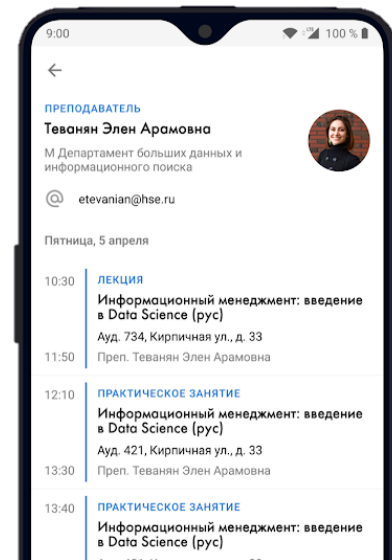 9:00
100 %
ПРЕПОДАВАТЕЛЬ
Теванян Элен Арамовна
М Департамент больших данных и
информационного поиска
@ etevanian@hse.ru
Пятница, 5 апреля
10:30 ЛЕКЦИЯ
Информационный менеджмент: введение
в Data Science (рус)
Ауд. 734, Кирпичная ул., д. 33
11:50 Преп. Теванян Элен Арамовна
12:10 ПРАКТИЧЕСКОЕ ЗАНЯТИЕ
Информационный менеджмент: введение
в Data Science (рус)
Ауд. 421, Кирпичная ул., д. 33
13:30 Преп. Теванян Элен Арамовна
13:40 ПРАКТИЧЕСКОЕ ЗАНЯТИЕ
Информационный менеджмент: введение
в Data Science (рус)